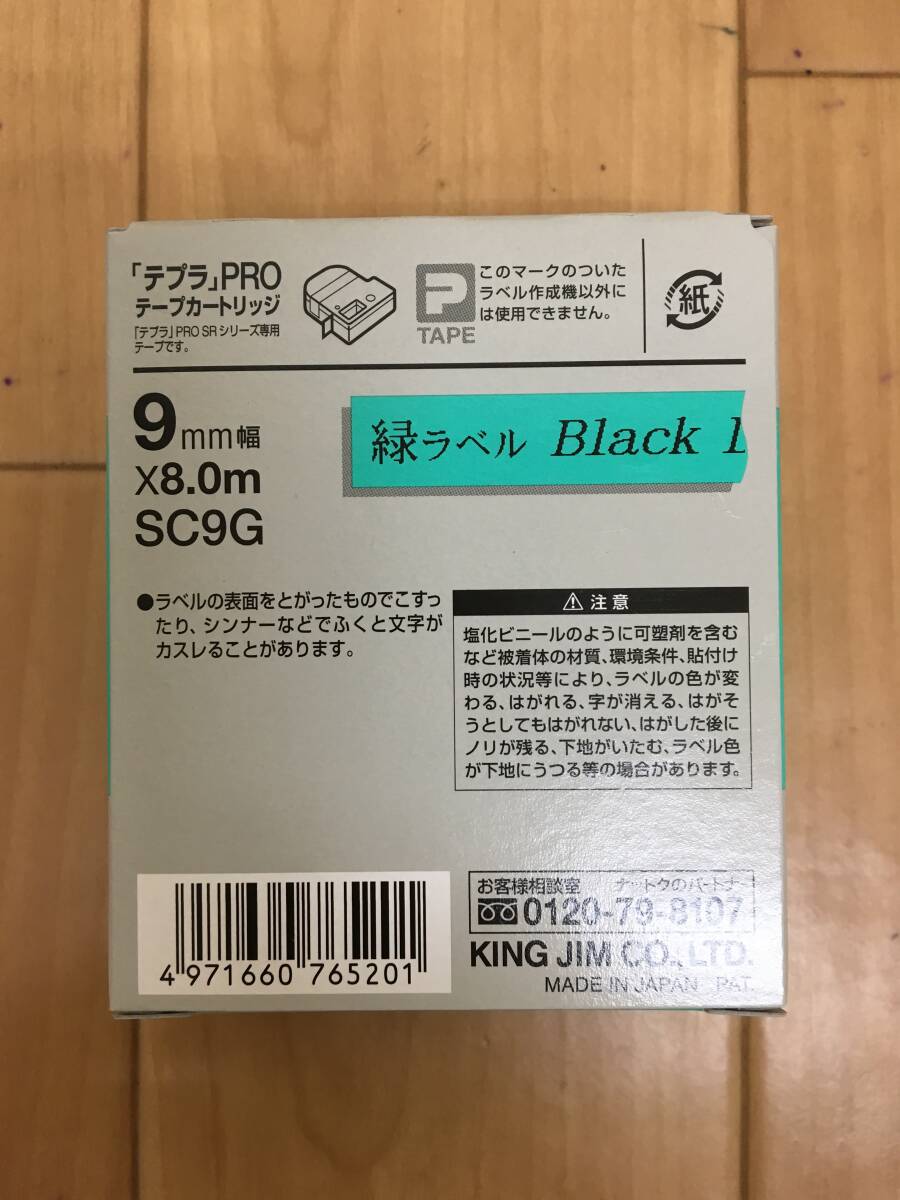 「テプラ」PRO
テープカートリッジ
「テプラ」PRO SRシリーズ専用
テープです。
P
TAPE
このマークのついた
ラベル作成機以外に
は使用できません。
紙
9mm幅
X8.0m
SC9G
緑ラベル Black l
●ラベルの表面をとがったものでこすっ
たり、シンナーなどでふくと文字が
カスレることがあります。
⚠ 注意
塩化ビニールのように可塑剤を含む
など被着体の材質、環境条件、貼付け
時の状況等により、ラベルの色が変
わる、はがれる、字が消える、はがそ
うとしてもはがれない、はがした後に
ノリが残る、下地がいたむ、ラベル色
が下地にうつる等の場合があります。
4 971660 765201
お客様相談室 ナットクのパートナー
0120-79-8107
KING JIM CO., LTD.
MADE IN JAPAN PAT.